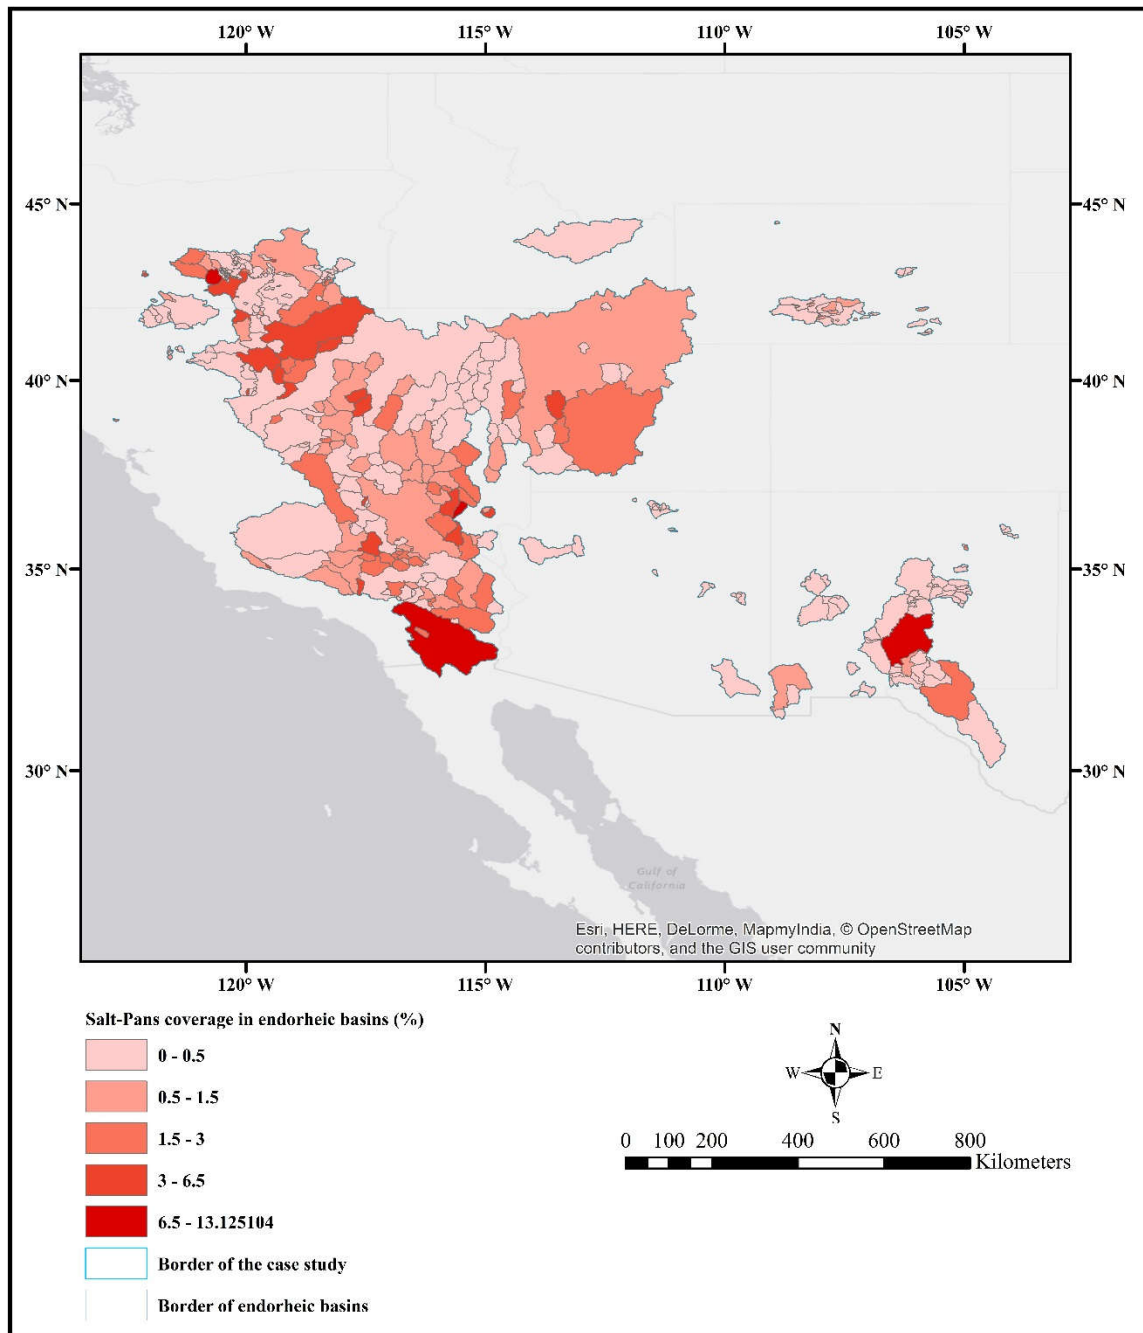 120° W 115° W 110° W 105° W
45° N 45° N
40° N 40° N
35° N 35° N
30° N 30° N
Gulf of
California
Esri, HERE, DeLorme, MapmyIndia, © OpenStreetMap
contributors, and the GIS user community
120° W 115° W 110° W 105° W
Salt-Pans coverage in endorheic basins (%)
0 - 0.5
0.5 - 1.5
1.5 - 3
3 - 6.5
6.5 - 13.125104
Border of the case study
Border of endorheic basins
N
W E
S
0 100 200 400 600 800
Kilometers